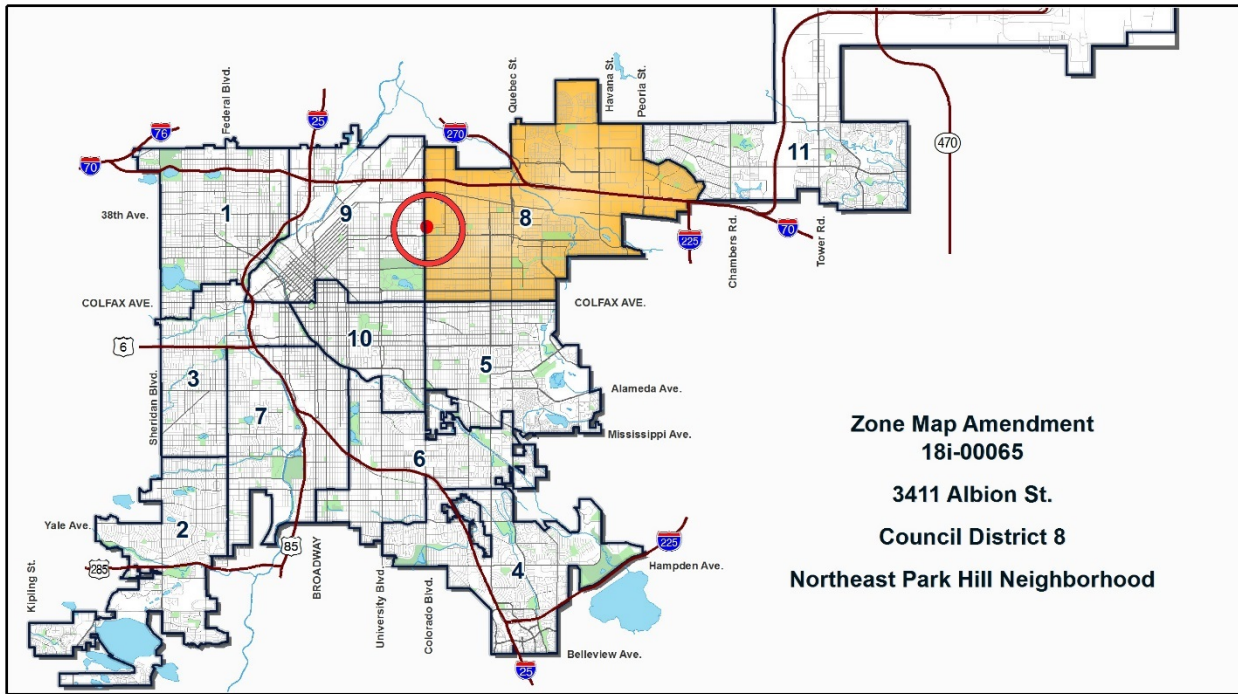 Federal Blvd.
Quebec St.
Havana St.
Peoria St.
76
25
270
70
470
11
38th Ave.
1
9
8
225
70
Chambers Rd.
Tower Rd.
COLFAX AVE.
COLFAX AVE.
6
10
5
3
Sheridan Blvd.
7
Alameda Ave.
Mississippi Ave.
6
Zone Map Amendment
18i-00065
3411 Albion St.
Council District 8
Northeast Park Hill Neighborhood
Yale Ave.
2
285
85
BROADWAY
University Blvd.
Colorado Blvd.
4
225
Hampden Ave.
Kipling St.
Belleview Ave.
25